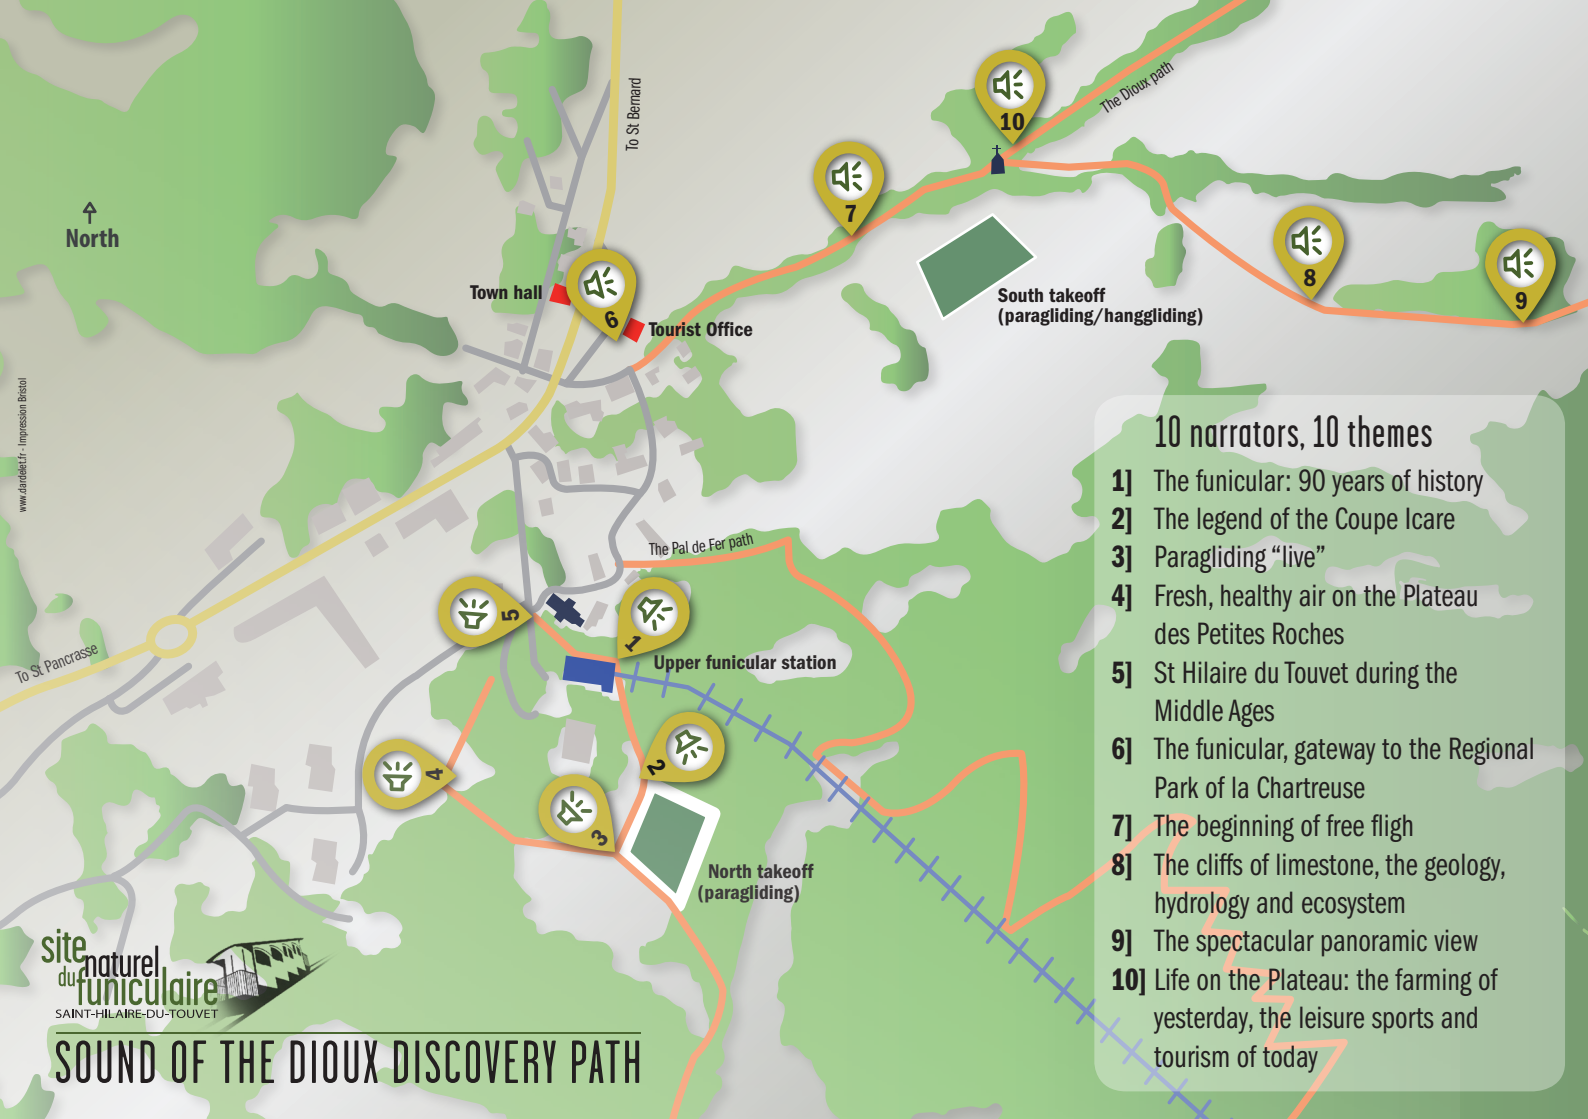 To St Bernard
The Dioux path
10
7
North
8
9
Town hall
6
Tourist Office
South takeoff
(paragliding/hanggliding)
www.dardelet.fr - Impression Bristol
The Pal de Fer path
5
1
To St Pancrasse
Upper funicular station
2
4
3
North takeoff
(paragliding)
10 narrators, 10 themes
1] The funicular: 90 years of history
2] The legend of the Coupe Icare
3] Paragliding “live”
4] Fresh, healthy air on the Plateau
des Petites Roches
5] St Hilaire du Touvet during the
Middle Ages
6] The funicular, gateway to the Regional
Park of la Chartreuse
7] The beginning of free fligh
8] The cliffs of limestone, the geology,
hydrology and ecosystem
9] The spectacular panoramic view
10] Life on the Plateau: the farming of
yesterday, the leisure sports and
tourism of today
site
naturel
du funiculaire
SAINT-HILAIRE-DU-TOUVET
SOUND OF THE DIOUX DISCOVERY PATH